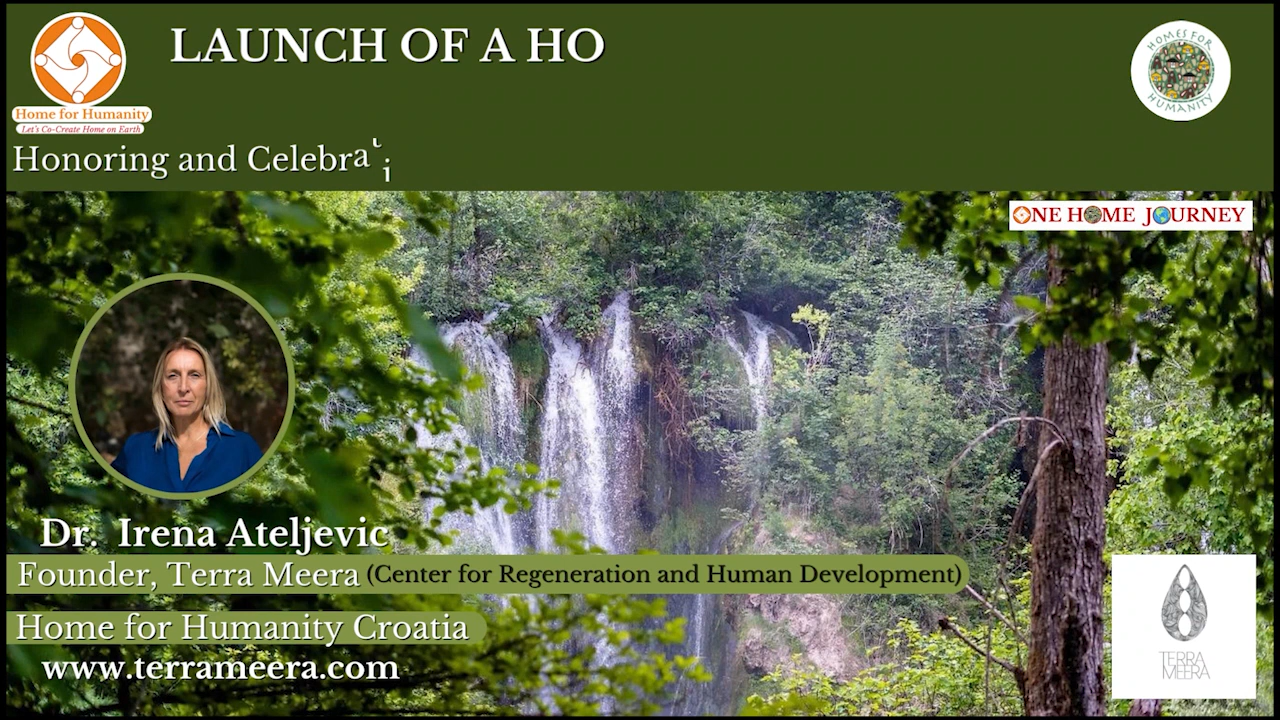 LAUNCH OF A HO
HOMES FOR HUMANITY
Home for Humanity
Let's Co-Create Home on Earth
Honoring and Celebrati
ONE HOME JOURNEY
Dr. Irena Ateljevic
Founder, Terra Meera (Center for Regeneration and Human Development)
Home for Humanity Croatia
www.terrameera.com
TERRA
MEERA